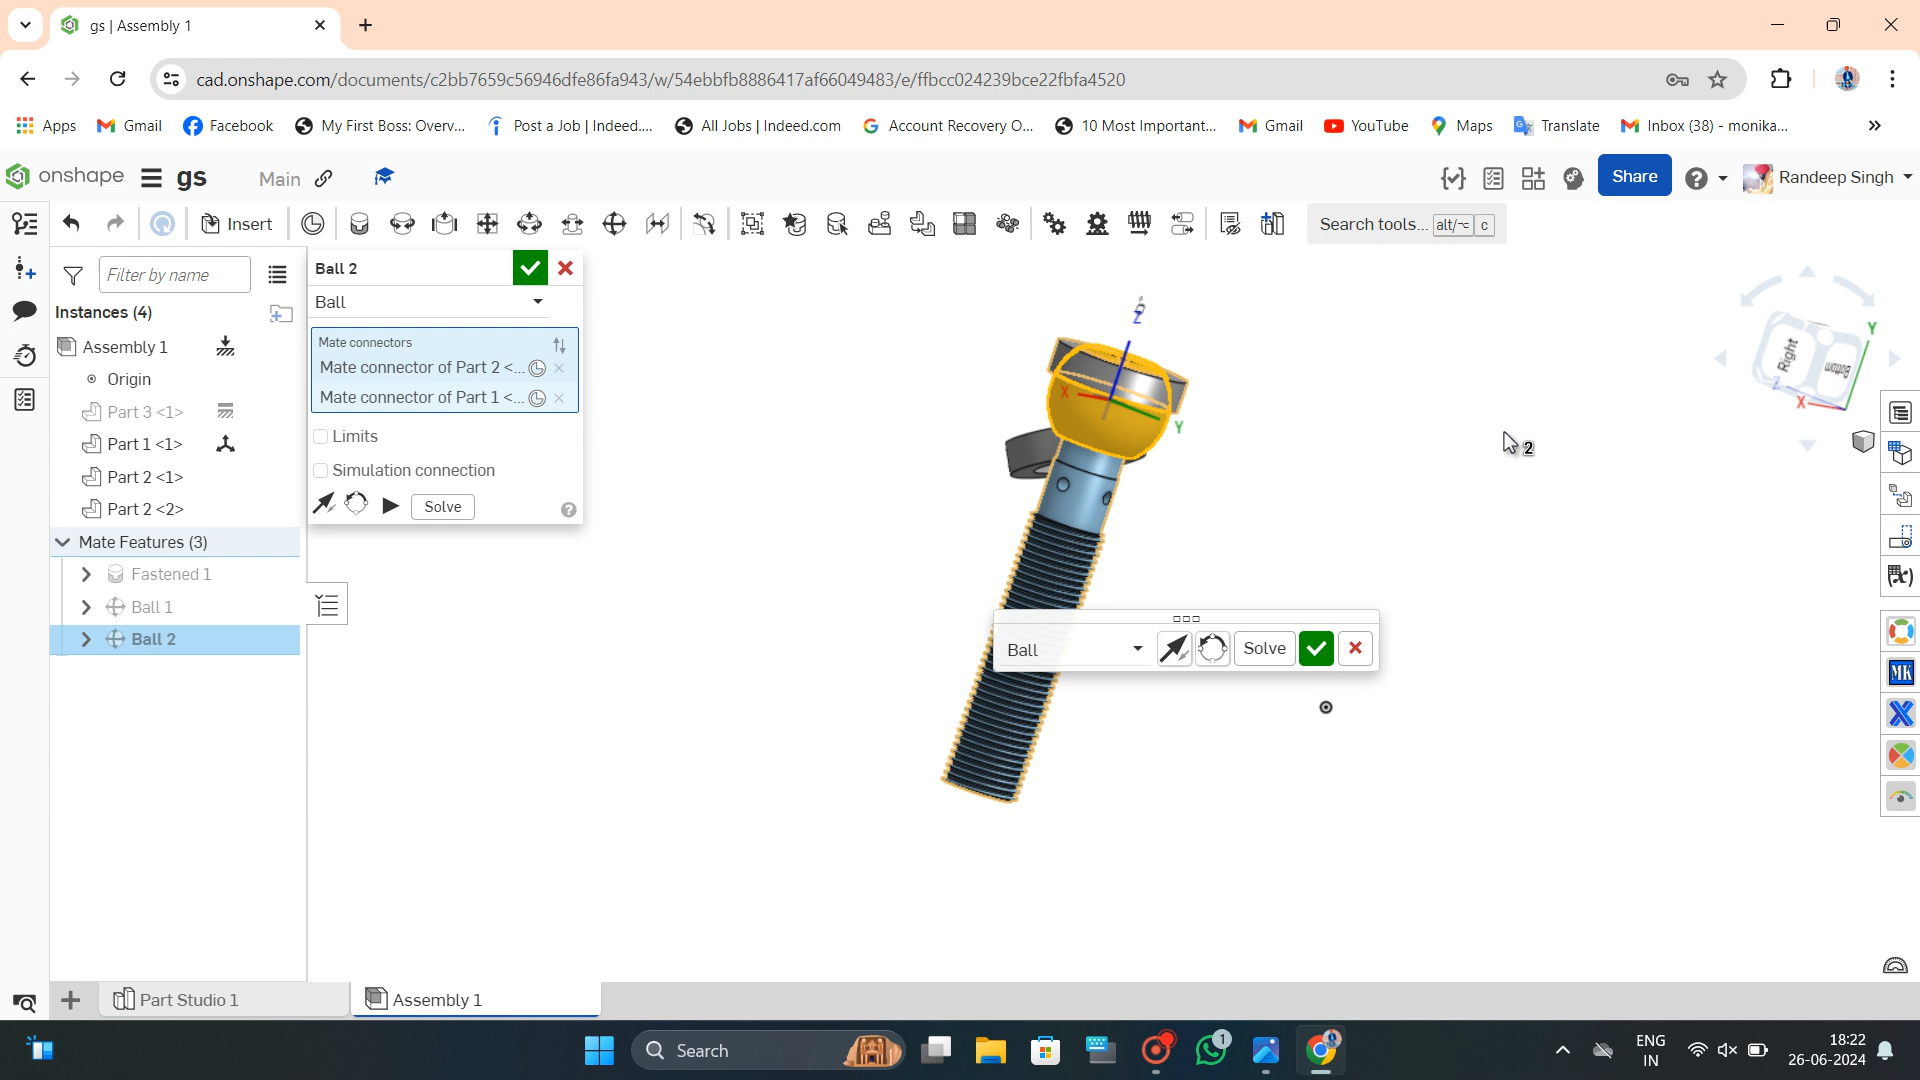 gs | Assembly 1
cad.onshape.com/documents/c2bb7659c56946dfe86fa943/w/54ebbfb8886417af66049483/e/ffbcc024239bce22fbfa4520
Apps Gmail Facebook My First Boss: Overv... Post a Job | Indeed.... All Jobs | Indeed.com Account Recovery O... 10 Most Important... Gmail YouTube Maps Translate Inbox (38) - monika... »
onshape gs Main Share Randeep Singh
Insert Search tools... alt/⌥ c
Filter by name
Instances (4)
Assembly 1
Origin
Part 3 <1>
Part 1 <1>
Part 2 <1>
Part 2 <2>
Mate Features (3)
Fastened 1
Ball 1
Ball 2
Ball 2
Ball
Mate connectors
Mate connector of Part 2 <...
Mate connector of Part 1 <...
Limits
Simulation connection
Solve
Z
X
Y
2
Right
Bottom
Y
Z
X
Ball Solve
MK
(x)
Part Studio 1
Assembly 1
Search
1
ENG
IN
18:22
26-06-2024